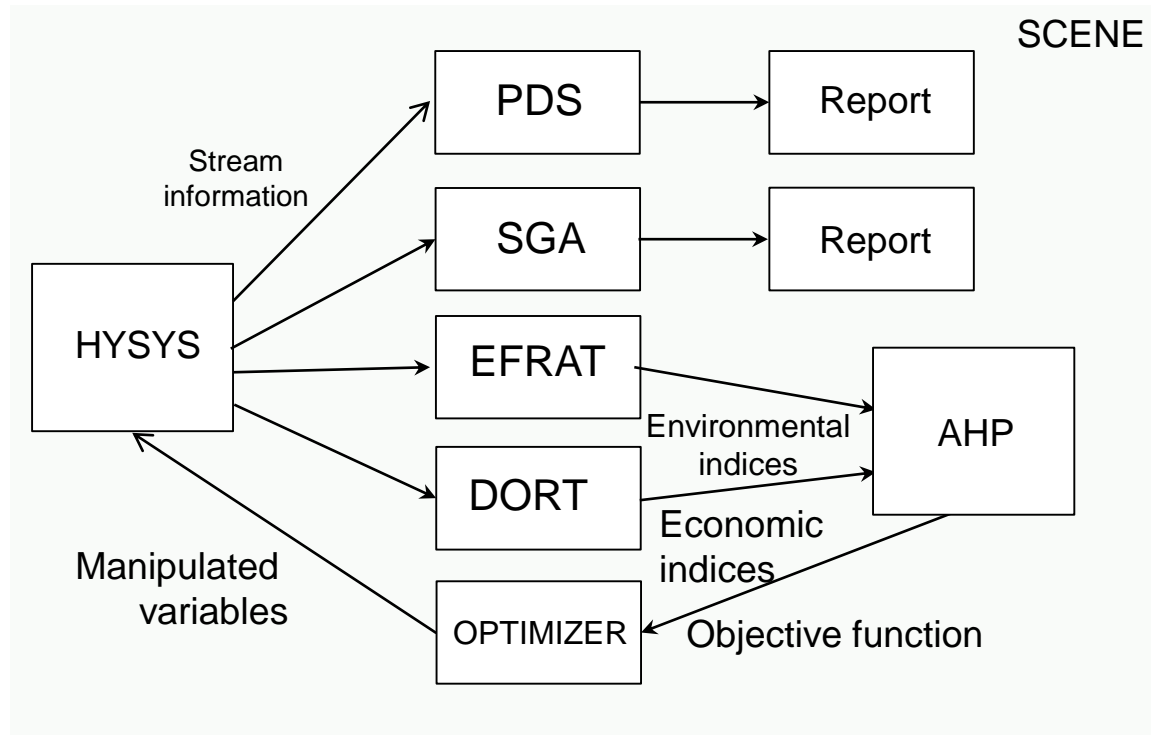 SCENE
PDS
Report
Stream
information
SGA
Report
HYSYS
EFRAT
AHP
Environmental
indices
DORT
Economic
indices
Manipulated
variables
OPTIMIZER
Objective function